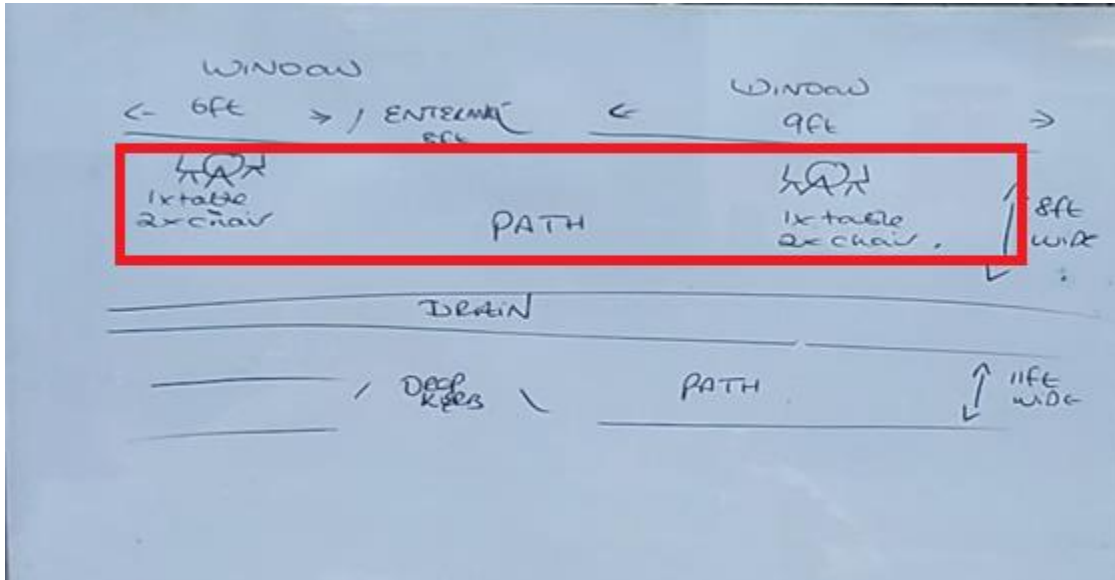 WINDOW
<- 6ft -> / ENTERANCE
8ft
WINDOW
<- 9ft ->
1x table
2x chair
PATH
1x table
2x chair.
8ft
WIDE
DRAIN
/ DROP \
KERB
PATH
11ft
WIDE